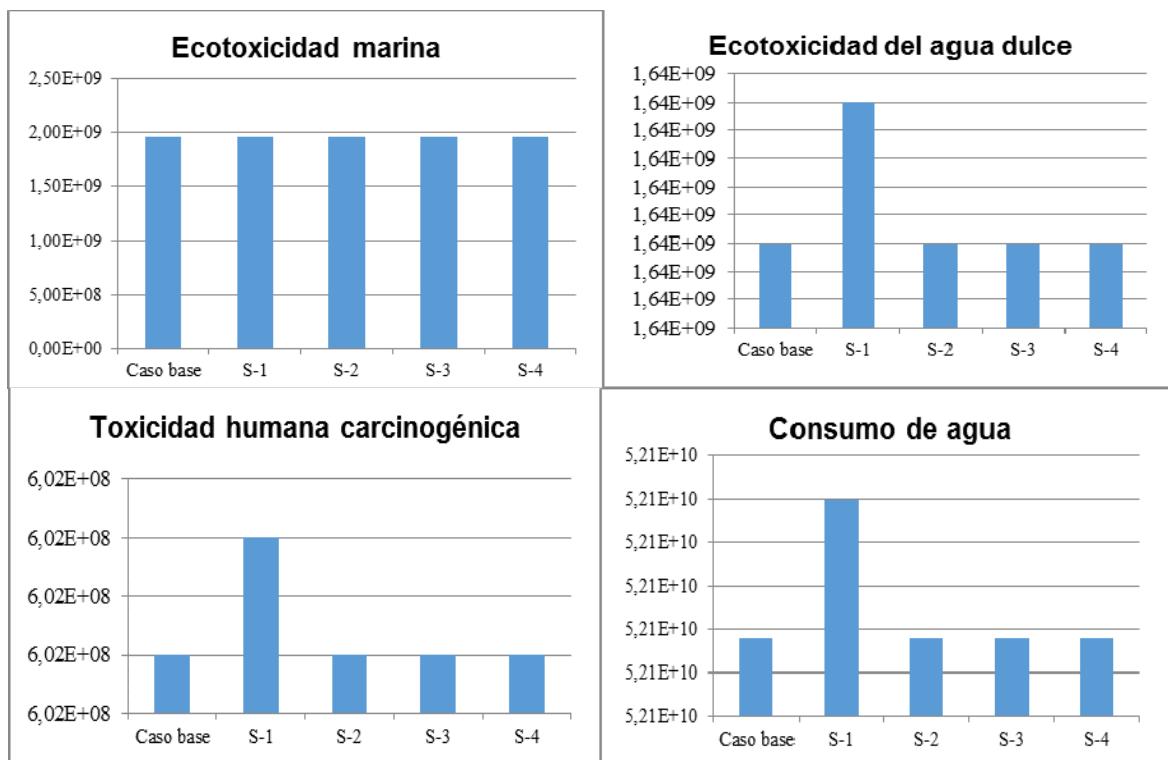 Ecotoxicidad marina
2,50E+09
2,00E+09
1,50E+09
1,00E+09
5,00E+08
0,00E+00
Caso base S-1 S-2 S-3 S-4
Ecotoxicidad del agua dulce
1,64E+09
1,64E+09
1,64E+09
1,64E+09
1,64E+09
1,64E+09
1,64E+09
1,64E+09
1,64E+09
1,64E+09
Caso base S-1 S-2 S-3 S-4
Toxicidad humana carcinogénica
6,02E+08
6,02E+08
6,02E+08
6,02E+08
6,02E+08
Caso base S-1 S-2 S-3 S-4
Consumo de agua
5,21E+10
5,21E+10
5,21E+10
5,21E+10
5,21E+10
5,21E+10
5,21E+10
Caso base S-1 S-2 S-3 S-4